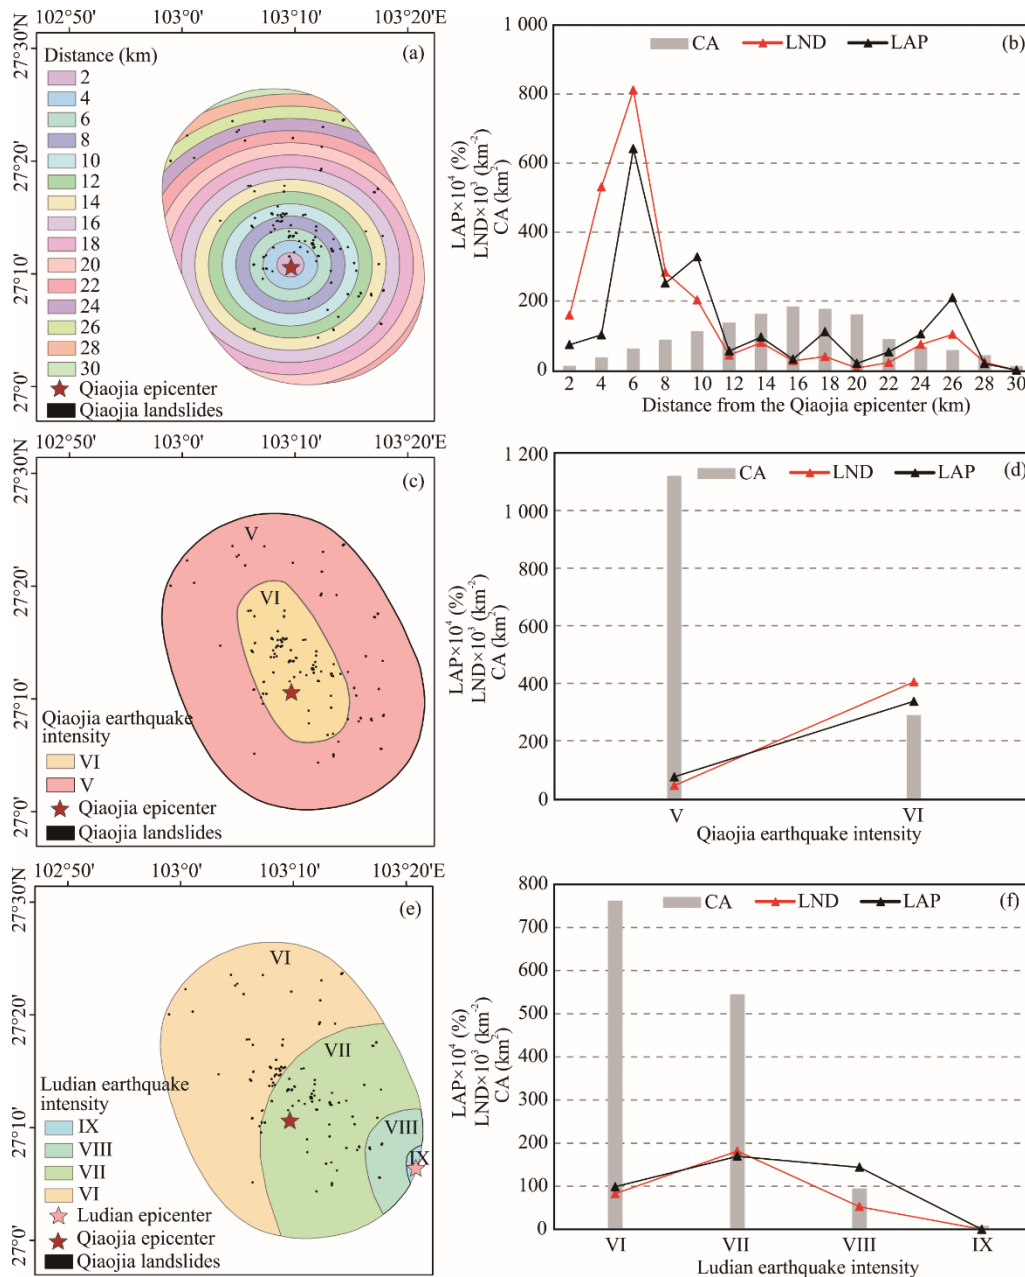 102°50' 103°0' 103°10' 103°20'E
27°30'N
27°20'
27°10'
27°0'
(a)
Distance (km)
2
4
6
8
10
12
14
16
18
20
22
24
26
28
30
Qiaojia epicenter
Qiaojia landslides
(b)
CA LND LAP
1 000
800
600
400
200
0
LAP×10⁴ (%)
LND×10³ (km⁻²)
CA (km²)
2 4 6 8 10 12 14 16 18 20 22 24 26 28 30
Distance from the Qiaojia epicenter (km)
102°50' 103°0' 103°10' 103°20'E
27°30'N
27°20'
27°10'
27°0'
(c)
V
VI
Qiaojia earthquake
intensity
VI
V
Qiaojia epicenter
Qiaojia landslides
(d)
CA LND LAP
1 200
1 000
800
600
400
200
0
LAP×10⁴ (%)
LND×10³ (km⁻²)
CA (km²)
V VI
Qiaojia earthquake intensity
102°50' 103°0' 103°10' 103°20'E
27°30'N
27°20'
27°10'
27°0'
(e)
VI
VII
VIII
IX
Ludian earthquake
intensity
IX
VIII
VII
VI
Ludian epicenter
Qiaojia epicenter
Qiaojia landslides
(f)
CA LND LAP
800
700
600
500
400
300
200
100
0
LAP×10⁴ (%)
LND×10³ (km⁻²)
CA (km²)
VI VII VIII IX
Ludian earthquake intensity